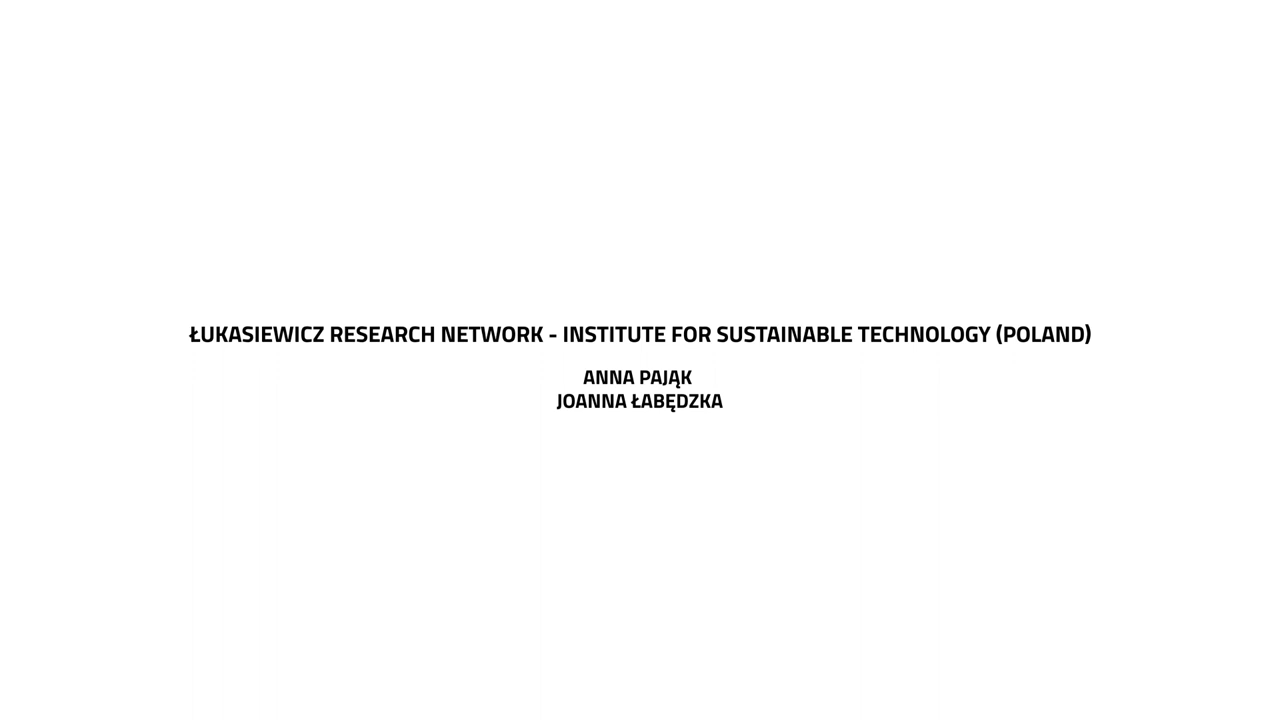 ŁUKASIEWICZ RESEARCH NETWORK - INSTITUTE FOR SUSTAINABLE TECHNOLOGY (POLAND)
ANNA PAJĄK
JOANNA ŁABĘDZKA